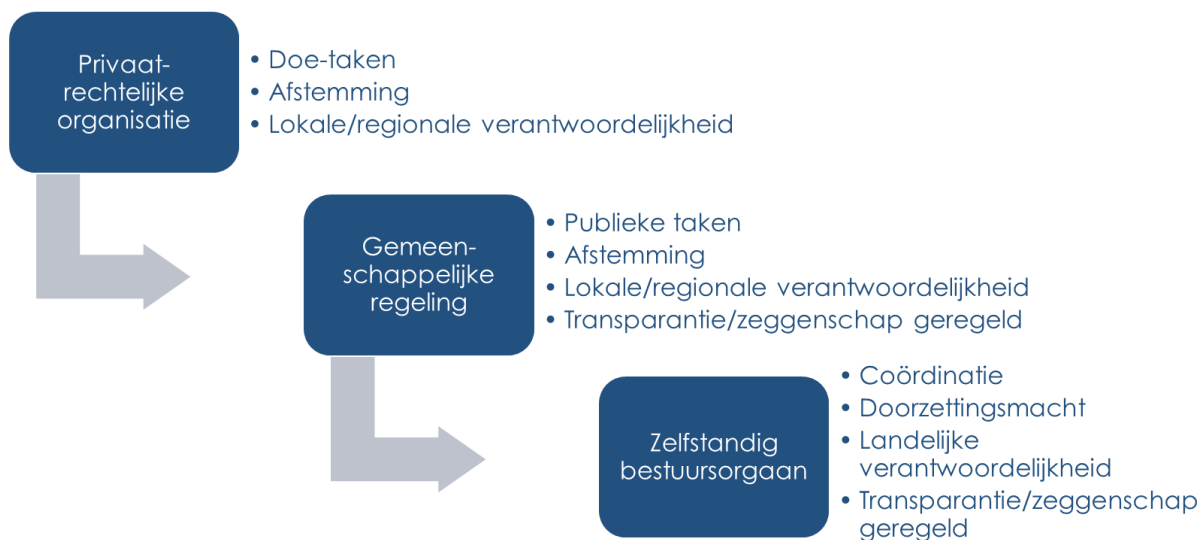 Privaat-
rechtelijke
organisatie
• Doe-taken
• Afstemming
• Lokale/regionale verantwoordelijkheid
Gemeen-
schappelijke
regeling
• Publieke taken
• Afstemming
• Lokale/regionale verantwoordelijkheid
• Transparantie/zeggenschap geregeld
Zelfstandig
bestuursorgaan
• Coördinatie
• Doorzettingsmacht
• Landelijke
verantwoordelijkheid
• Transparantie/zeggenschap
geregeld